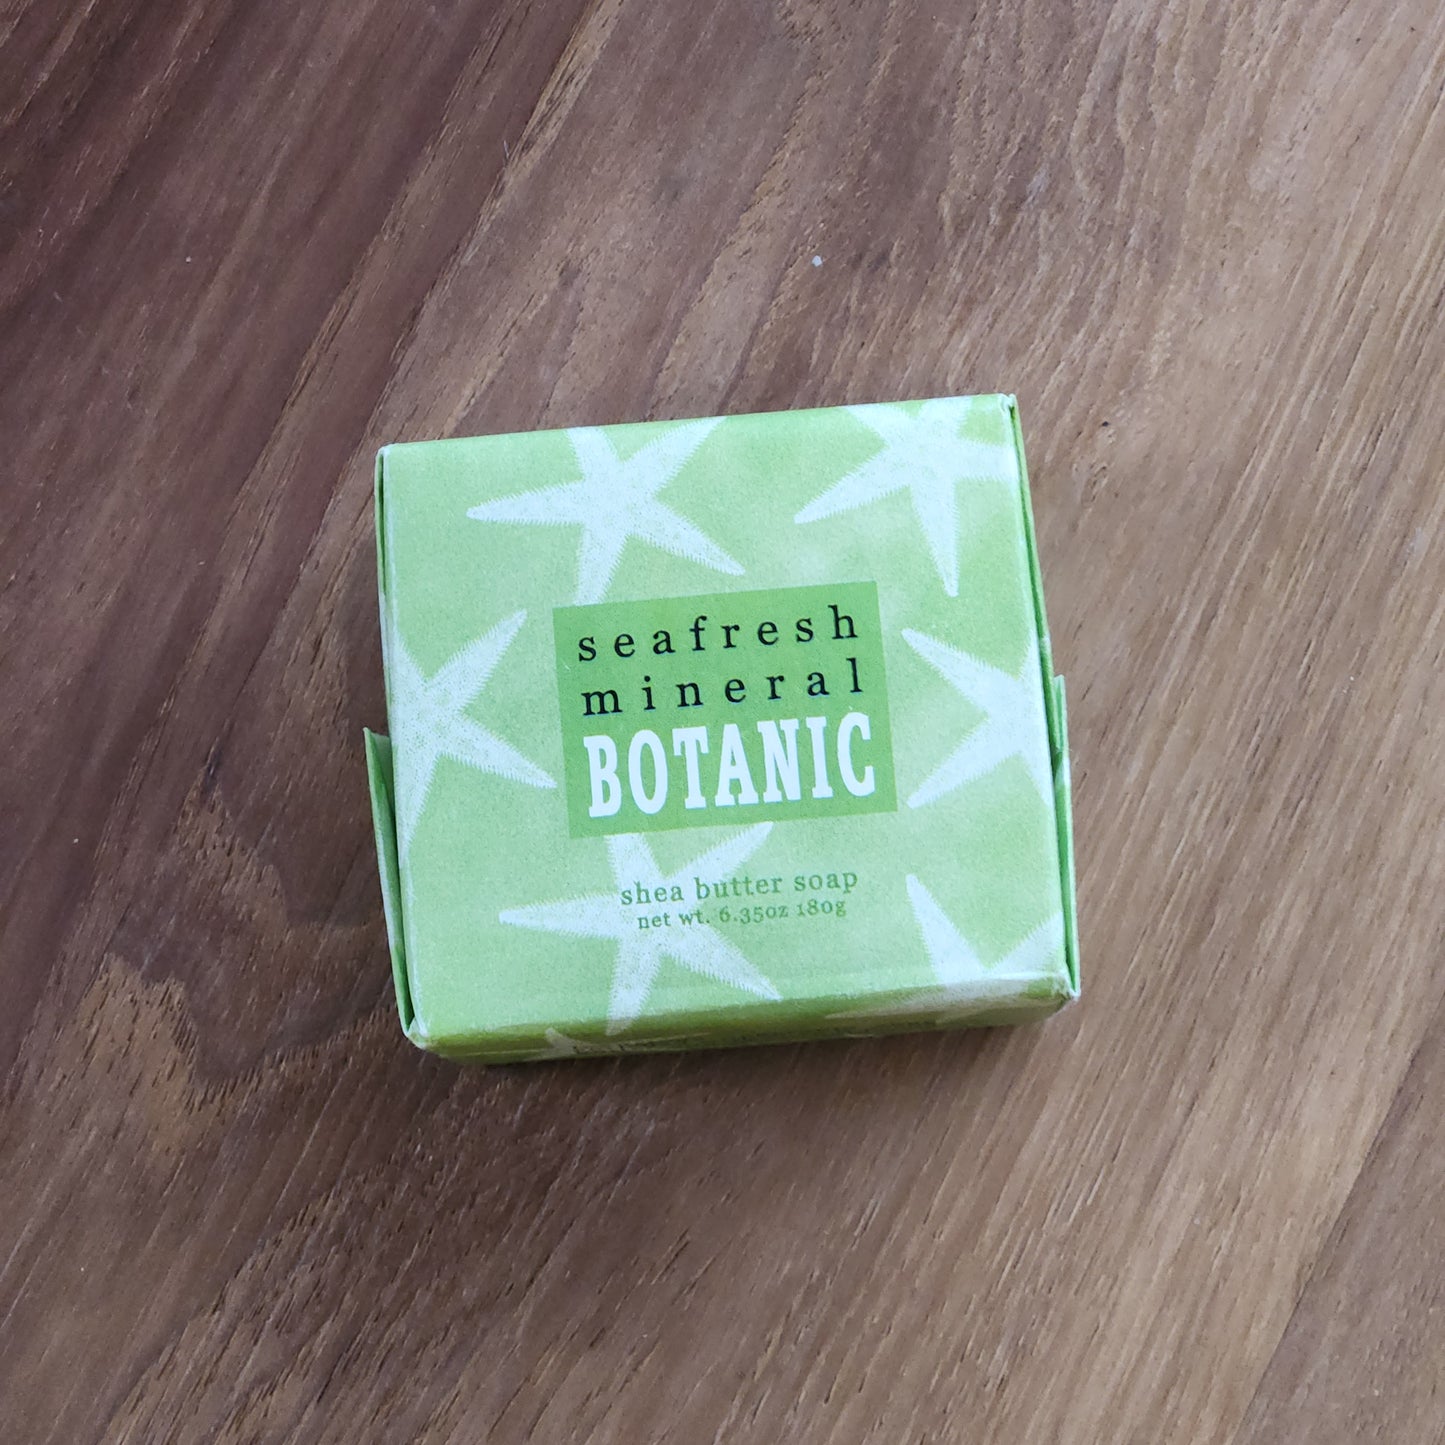 seafresh
mineral
BOTANIC
shea butter soap
net wt. 6.35oz 180g